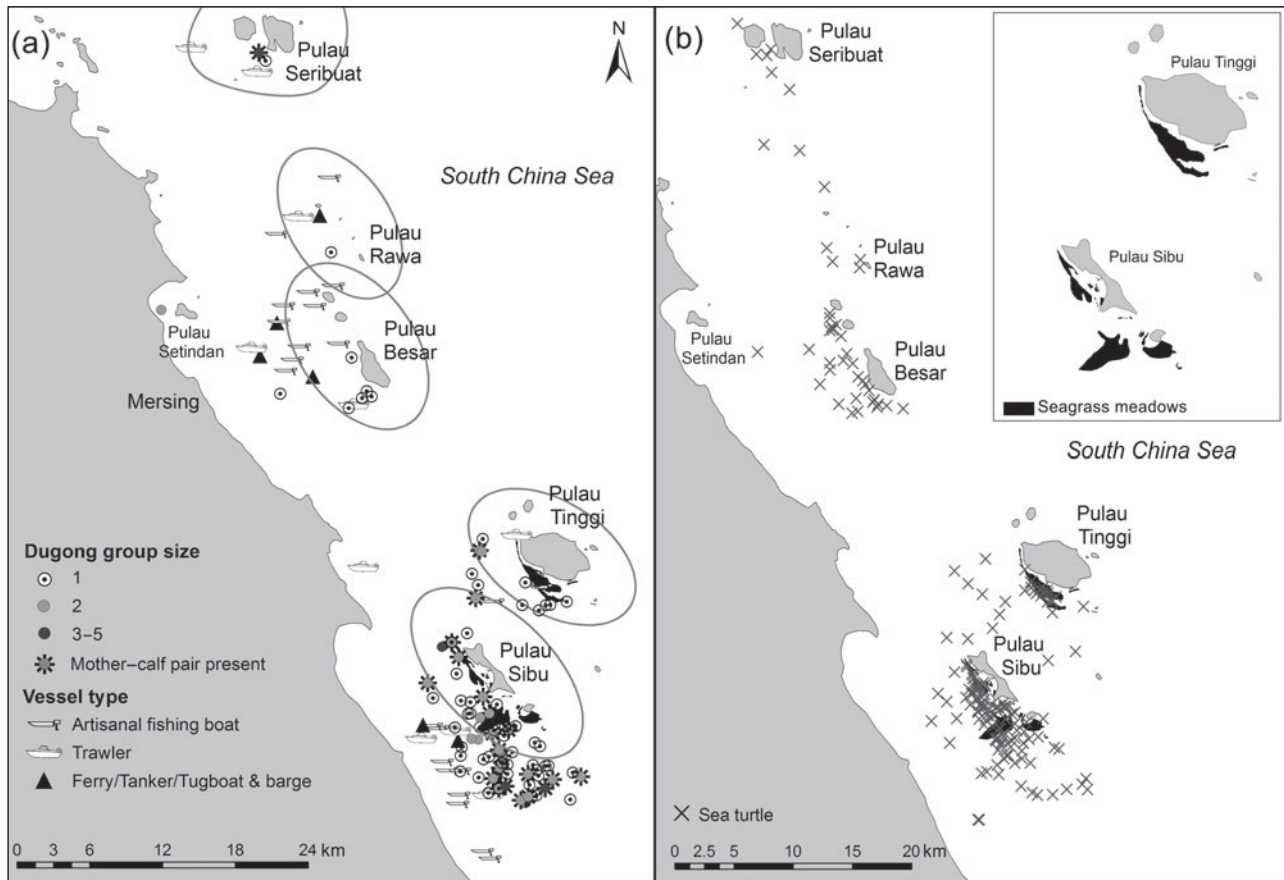 (a)
N
Pulau
Seribuat
South China Sea
Pulau
Rawa
Pulau
Setindan
Pulau
Besar
Mersing
Pulau
Tinggi
Pulau
Sibu
Dugong group size
1
2
3–5
Mother–calf pair present
Vessel type
Artisanal fishing boat
Trawler
Ferry/Tanker/Tugboat & barge
0 3 6 12 18 24 km
(b)
Pulau
Seribuat
Pulau
Rawa
Pulau
Setindan
Pulau
Besar
Pulau Tinggi
Pulau Sibu
Seagrass meadows
South China Sea
Pulau
Tinggi
Pulau
Sibu
Sea turtle
0 2.5 5 10 15 20 km